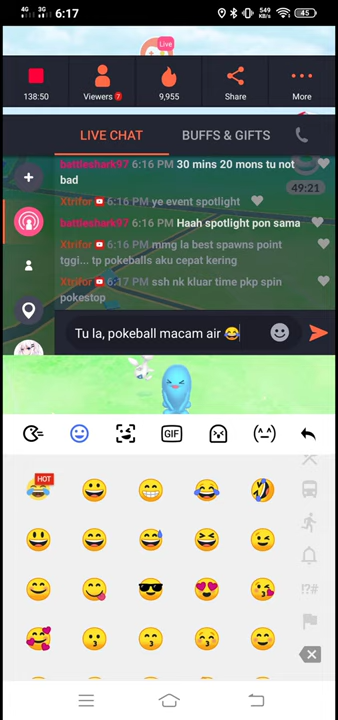 4G 3G 6:17 549 KB/s 45
Live
138:50 Viewers 7 9,955 Share More
LIVE CHAT BUFFS & GIFTS
battleshark97 6:16 PM 30 mins 20 mons tu not
bad
49:21
Xtrifor 6:16 PM ye event spotlight
battleshark97 6:16 PM Haah spotlight pon sama
Xtrifor 6:16 PM mmg la best spawns point
tggi... tp pokeballs aku cepat kering
Xtrifor 6:17 PM ssh nk kluar time pkp spin
pokestop
Tu la, pokeball macam air 😂
GIF
HOT
!?#